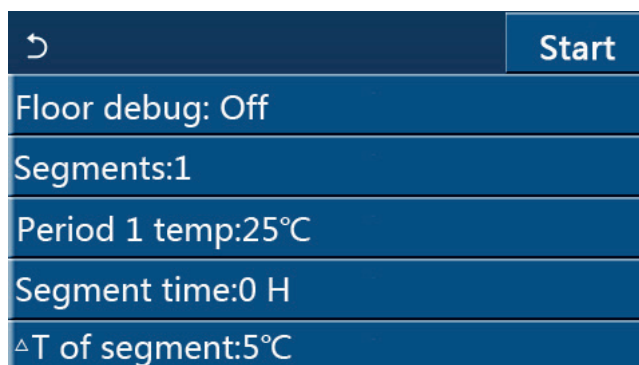 Start
Floor debug: Off
Segments:1
Period 1 temp:25℃
Segment time:0 H
△T of segment:5℃